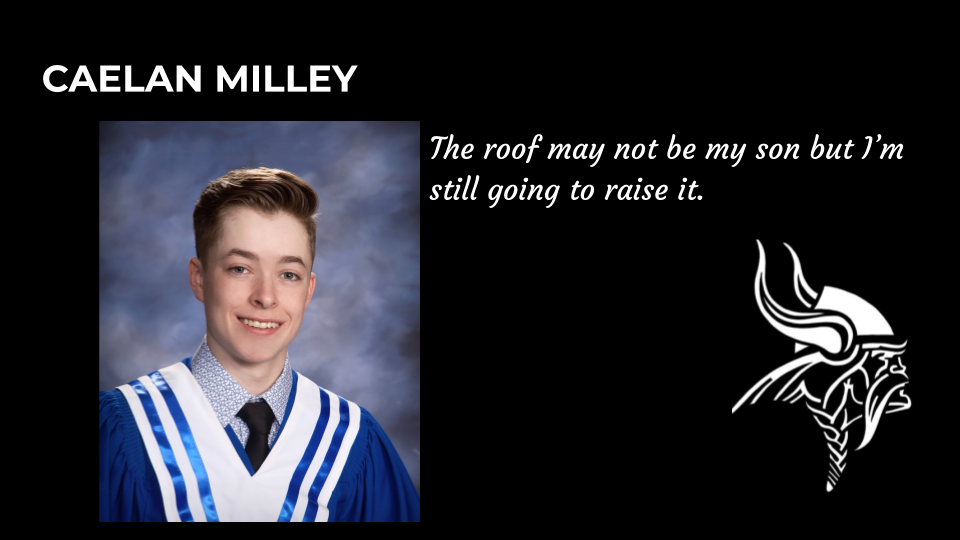 CAELAN MILLEY
The roof may not be my son but I’m
still going to raise it.